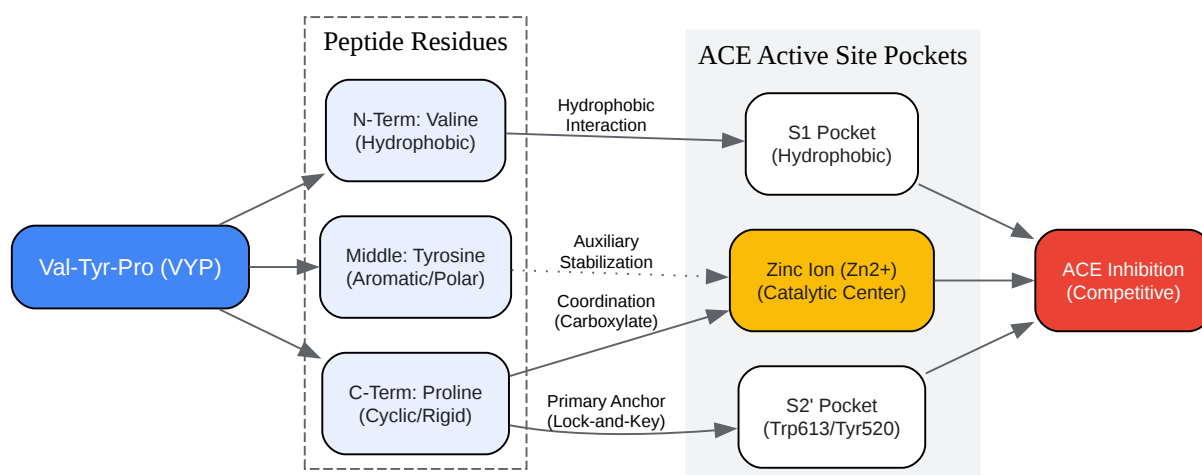 Peptide Residues
ACE Active Site Pockets
N-Term: Valine
(Hydrophobic)
Hydrophobic
Interaction
S1 Pocket
(Hydrophobic)
Val-Tyr-Pro (VYP)
Middle: Tyrosine
(Aromatic/Polar)
Auxiliary
Stabilization
Zinc Ion (Zn2+)
(Catalytic Center)
ACE Inhibition
(Competitive)
Coordination
(Carboxylate)
C-Term: Proline
(Cyclic/Rigid)
Primary Anchor
(Lock-and-Key)
S2' Pocket
(Trp613/Tyr520)